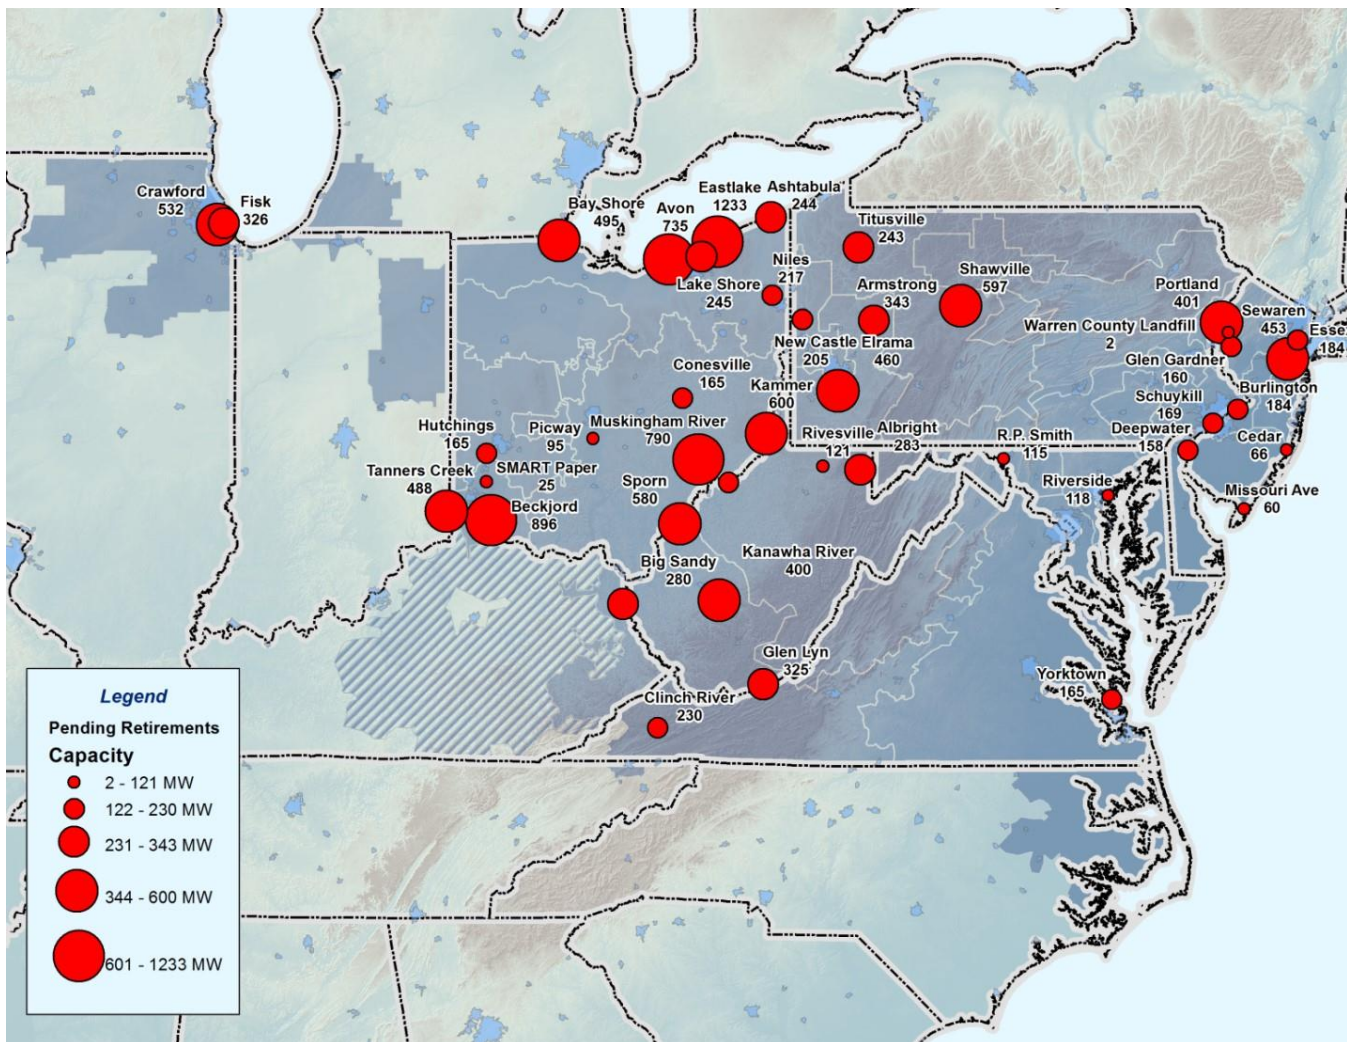 Crawford
532
Fisk
326
Bay Shore
495
Avon
735
Eastlake
1233
Ashtabula
244
Lake Shore
245
Niles
217
Titusville
243
Armstrong
343
Shawville
597
New Castle
205
Elrama
460
Portland
401
Sewaren
453
Essex
184
Warren County Landfill
2
Glen Gardner
160
Burlington
184
Schuykill
169
Deepwater
158
Cedar
66
Missouri Ave
60
Conesville
165
Kammer
600
Muskingham River
790
Picway
95
Hutchings
165
SMART Paper
25
Tanners Creek
488
Beckjord
896
Sporn
580
Rivesville
121
Albright
283
R.P. Smith
115
Riverside
118
Big Sandy
280
Kanawha River
400
Glen Lyn
325
Clinch River
230
Yorktown
165
Legend
Pending Retirements
Capacity
2 - 121 MW
122 - 230 MW
231 - 343 MW
344 - 600 MW
601 - 1233 MW